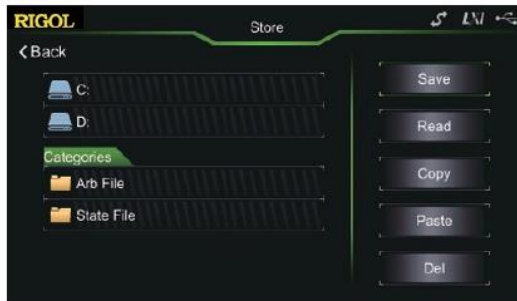 RIGOL
Store
LXI
Back
C:
D:
Categories
Arb File
State File
Save
Read
Copy
Paste
Del